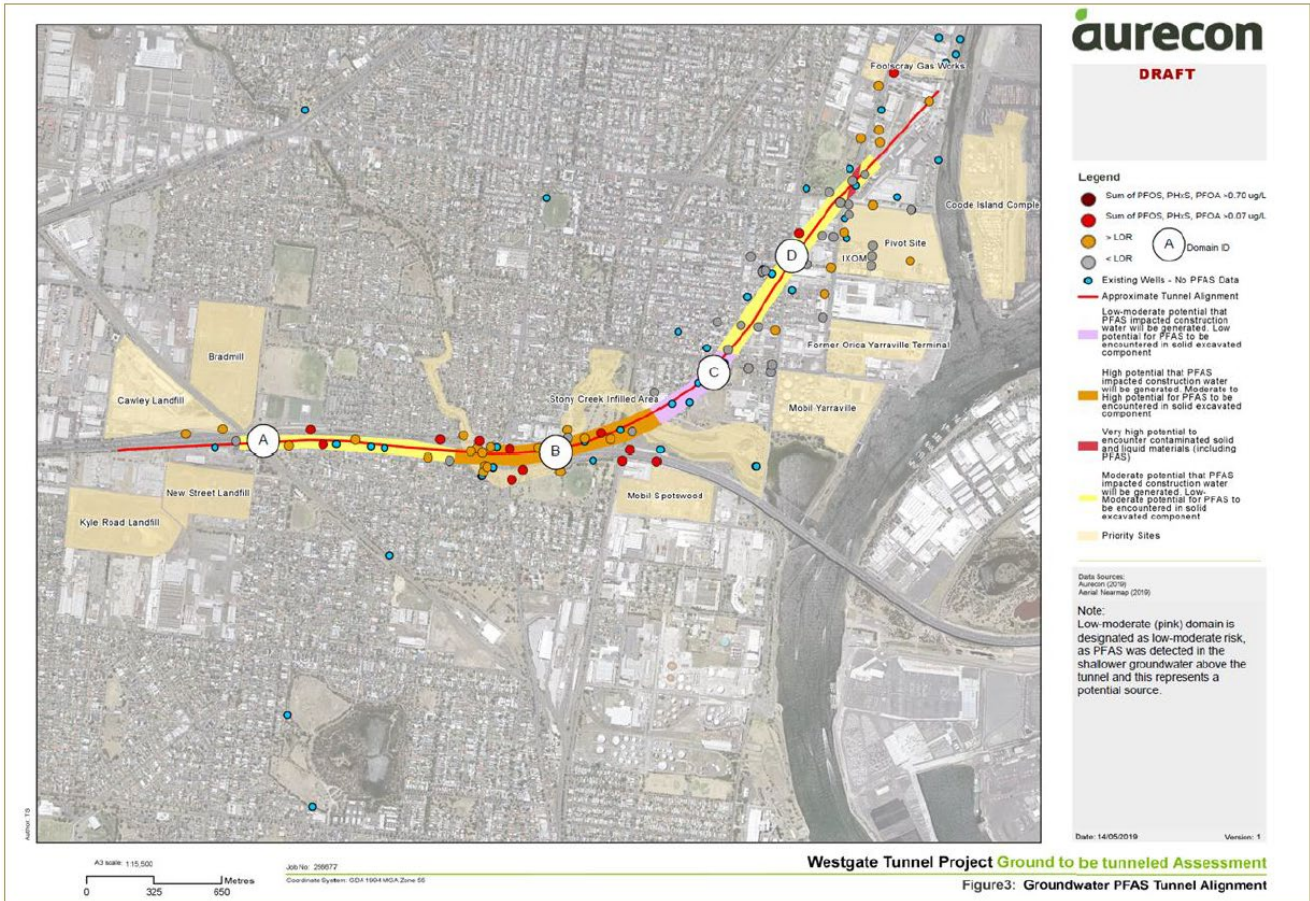 aurecon
DRAFT
Legend
Sum of PFOS, PHxS, PFOA >0.70 ug/L
Sum of PFOS, PHxS, PFOA >0.07 ug/L
> LOR
A
Domain ID
< LOR
Existing Wells - No PFAS Data
Approximate Tunnel Alignment
Low-moderate potential that
PFAS impacted construction
water will be generated. Low
potential for PFAS to be
encountered in solid excavated
component
High potential that PFAS
impacted construction water
will be generated. Moderate to
High potential for PFAS to be
encountered in solid excavated
component
Very high potential to
encounter contaminated solid
and liquid materials (including
PFAS)
Moderate potential that PFAS
impacted construction water
will be generated. Low-
Moderate potential for PFAS to
be encountered in solid
excavated component
Priority Sites
Data Sources:
Aurecon (2019)
Aerial Nearmap (2019)
Note:
Low-moderate (pink) domain is
designated as low-moderate risk,
as PFAS was detected in the
shallower groundwater above the
tunnel and this represents a
potential source.
Date: 14/05/2019
Version: 1
Footscray Gas Works
Coode Island Comple
Pivot Site
IXOM
D
Former Orica Yarraville Terminal
Bradmill
C
Cawley Landfill
Stony Creek Infilled Area
Mobil Yarraville
A
B
New Street Landfill
Mobil Spotswood
Kyle Road Landfill
A3 scale: 1:15,500
Metres
0 325 650
Job No: 256677
Coordinate System: GDA 1994 MGA Zone 55
Westgate Tunnel Project Ground to be tunneled Assessment
Figure3: Groundwater PFAS Tunnel Alignment